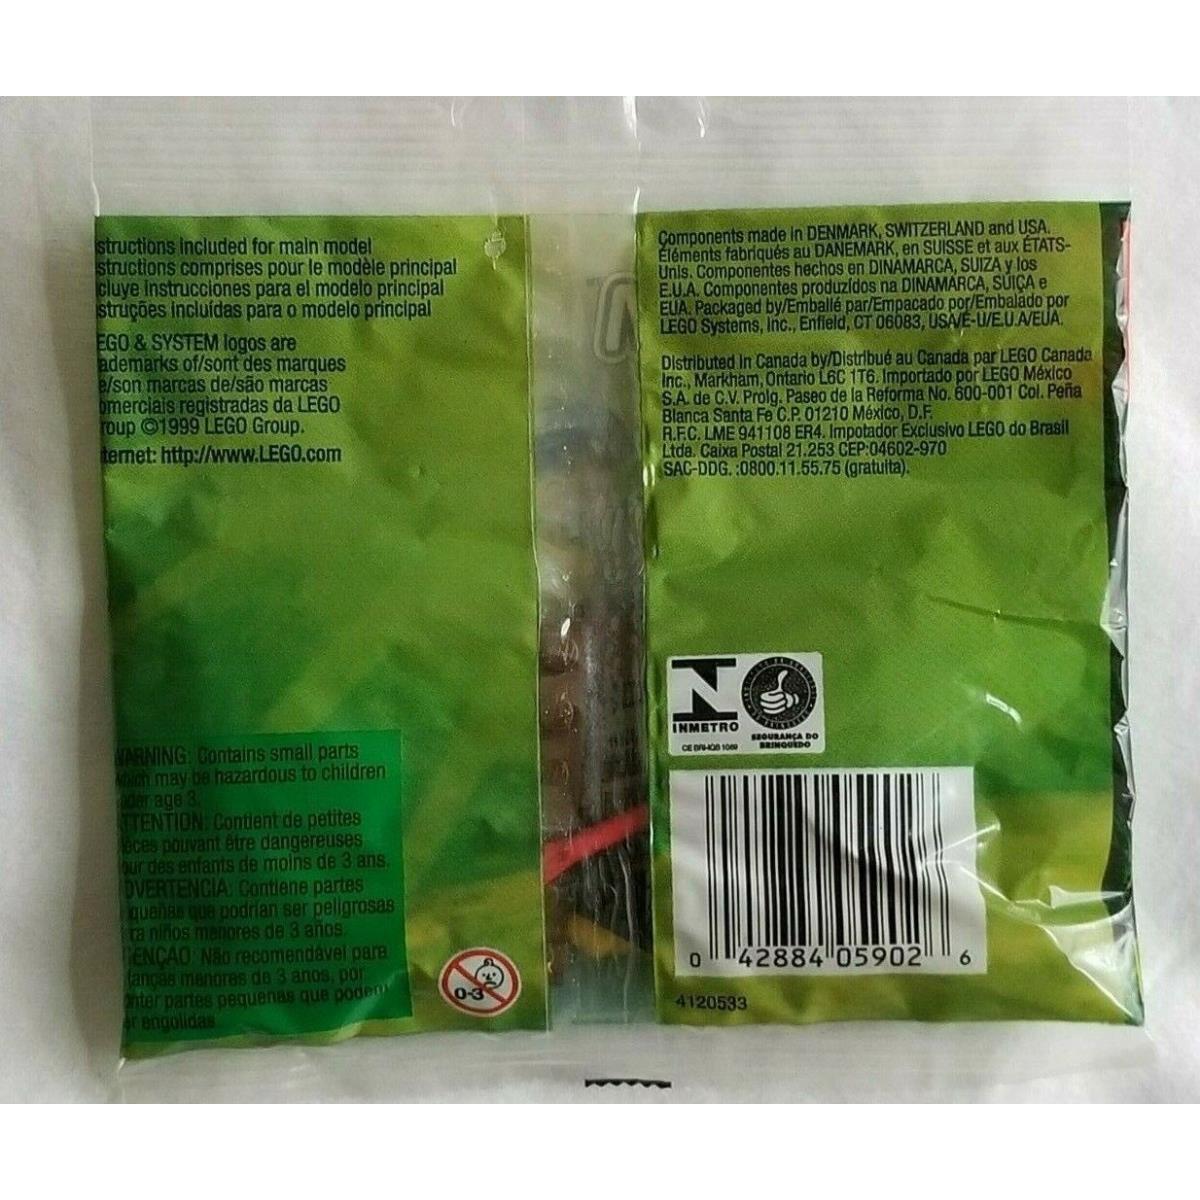 structions included for main model
structions comprises pour le modèle principal
cluye instrucciones para el modelo principal
struções incluídas para o modelo principal
EGO & SYSTEM logos are
ademarks of/sont des marques
e/son marcas de/são marcas
omerciais registradas da LEGO
roup ©1999 LEGO Group.
ternet: http://www.LEGO.com
WARNING: Contains small parts
which may be hazardous to children
nder age 3.
TTENTION: Contient de petites
èces pouvant être dangereuses
our des enfants de moins de 3 ans.
DVERTENCIA: Contiene partes
queñas que podrian ser peligrosas
ra niños menores de 3 años.
ENÇAO: Não recomendável para
ianças menores de 3 anos, por
onter partes pequenas que podem
er engolidas
0-3
Components made in DENMARK, SWITZERLAND and USA.
Éléments fabriqués au DANEMARK, en SUISSE et aux ÉTATS-
Unis. Componentes hechos en DINAMARCA, SUIZA y los
E.U.A. Componentes produzidos na DINAMARCA, SUIÇA e
EUA. Packaged by/Emballé par/Empacado por/Embalado por
LEGO Systems, Inc., Enfield, CT 06083, USA/É-U/E.U.A/EUA.
Distributed in Canada by/Distribué au Canada par LEGO Canada
Inc., Markham, Ontario L6C 1T6. Importado por LEGO México
S.A. de C.V. Prolg. Paseo de la Reforma No. 600-001 Col. Peña
Blanca Santa Fe C.P. 01210 México, D.F.
R.F.C. LME 941108 ER4. Impotador Exclusivo LEGO do Brasil
Ltda. Caixa Postal 21.253 CEP:04602-970
SAC-DDG. :0800.11.55.75 (gratuita).
INMETRO
SEGURANÇA DO
BRINQUEDO
0 42884 05902 6
4120533